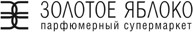 ЗОЛОТОЕ ЯБЛОКО
парфюмерный супермаркет